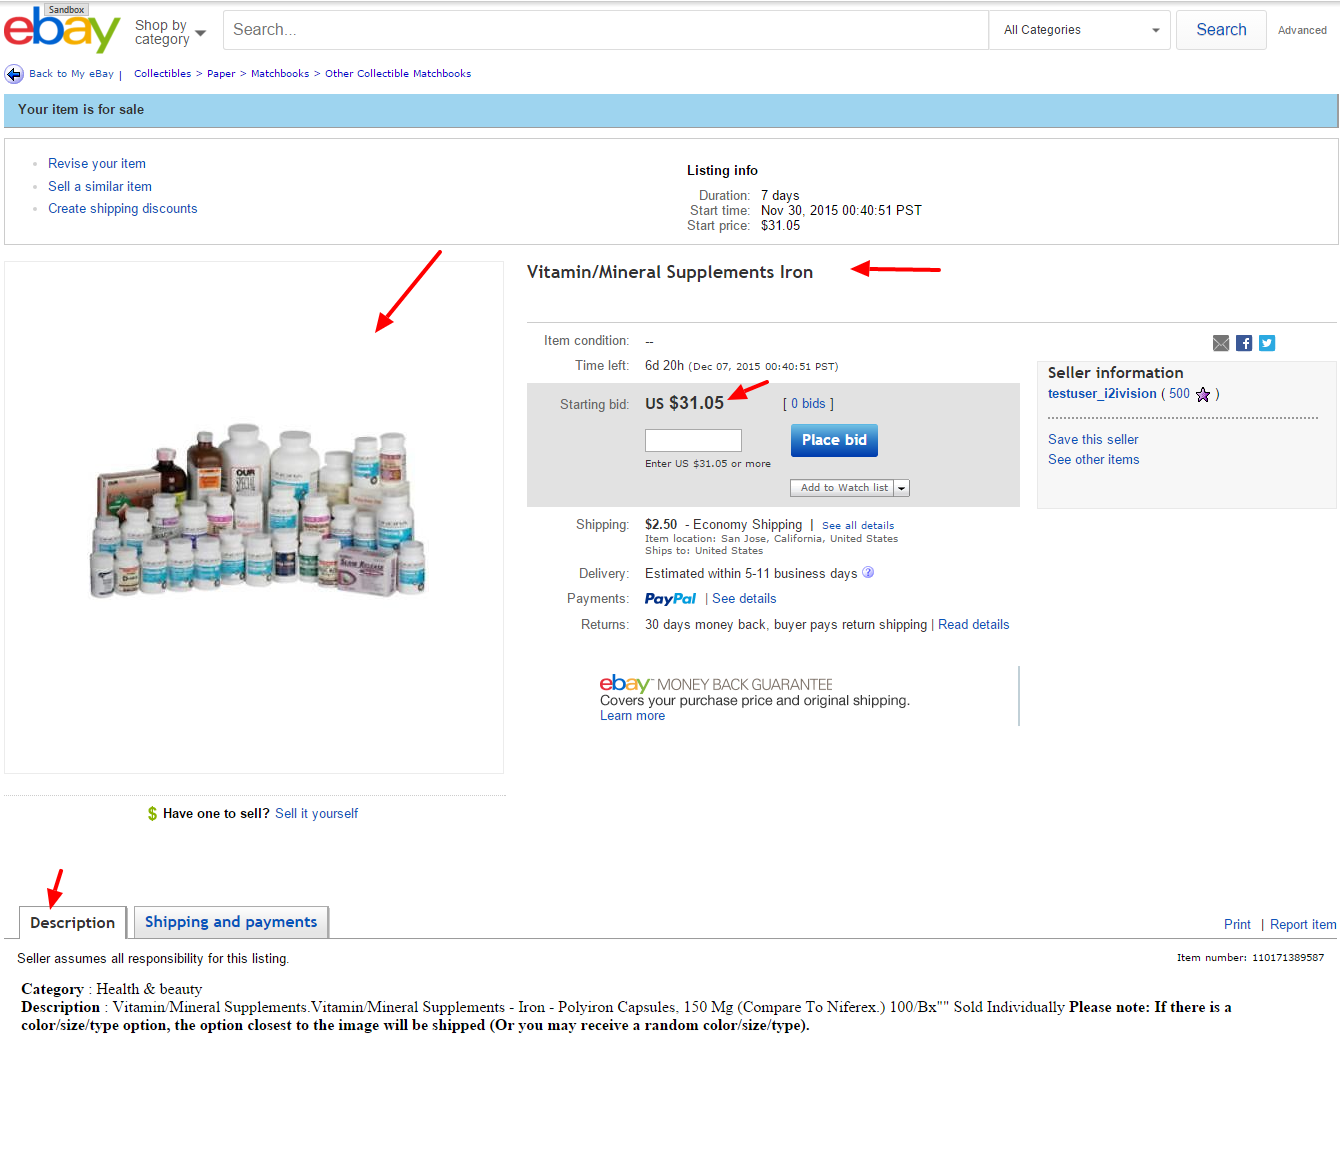 Sandbox
ebay
Shop by category
Search...
All Categories
Search
Advanced
Back to My eBay | Collectibles > Paper > Matchbooks > Other Collectible Matchbooks
Your item is for sale
Revise your item
Sell a similar item
Create shipping discounts
Listing info
Duration: 7 days
Start time: Nov 30, 2015 00:40:51 PST
Start price: $31.05
Vitamin/Mineral Supplements Iron
Item condition: --
Time left: 6d 20h (Dec 07, 2015 00:40:51 PST)
Starting bid: US $31.05 [ 0 bids ]
Place bid
Enter US $31.05 or more
Add to Watch list
Shipping: $2.50 - Economy Shipping | See all details
Item location: San Jose, California, United States
Ships to: United States
Delivery: Estimated within 5-11 business days ?
Payments: PayPal | See details
Returns: 30 days money back, buyer pays return shipping | Read details
ebay™ MONEY BACK GUARANTEE
Covers your purchase price and original shipping.
Learn more
Seller information
testuser_i2ivision ( 500 )
Save this seller
See other items
OUR
$ Have one to sell? Sell it yourself
Description
Shipping and payments
Print | Report item
Seller assumes all responsibility for this listing.
Item number: 110171389587
Category : Health & beauty
Description : Vitamin/Mineral Supplements.Vitamin/Mineral Supplements - Iron - Polyiron Capsules, 150 Mg (Compare To Niferex.) 100/Bx"" Sold Individually Please note: If there is a
color/size/type option, the option closest to the image will be shipped (Or you may receive a random color/size/type).